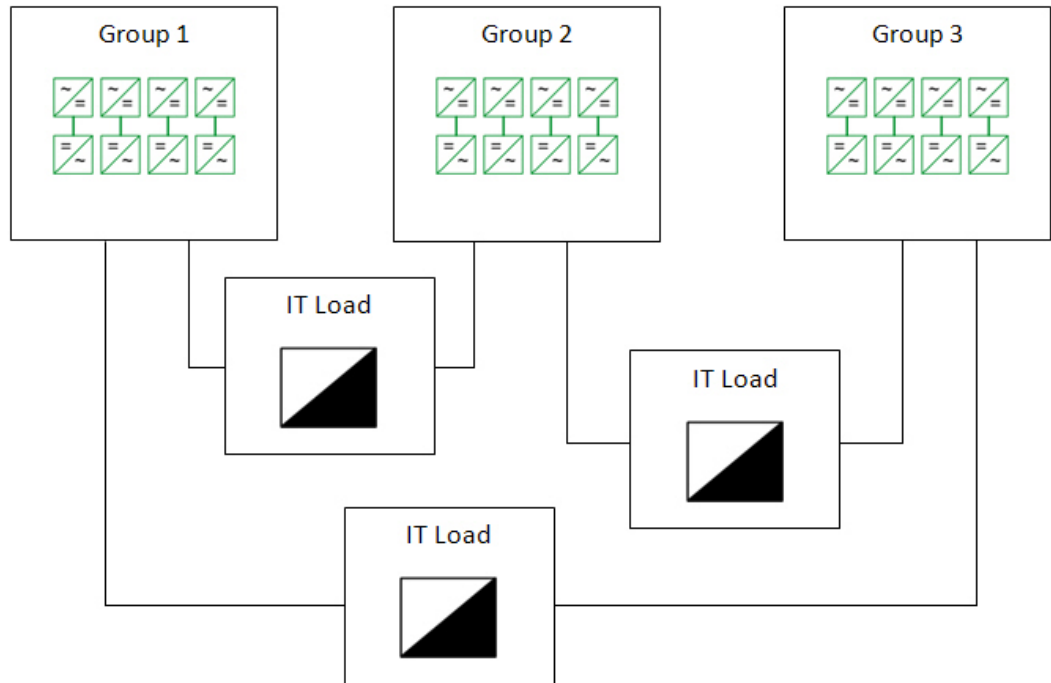 Group 1
Group 2
Group 3
~ ~ ~ ~
= = = =
= = = =
~ ~ ~ ~
~ ~ ~ ~
= = = =
= = = =
~ ~ ~ ~
~ ~ ~ ~
= = = =
= = = =
~ ~ ~ ~
IT Load
IT Load
IT Load